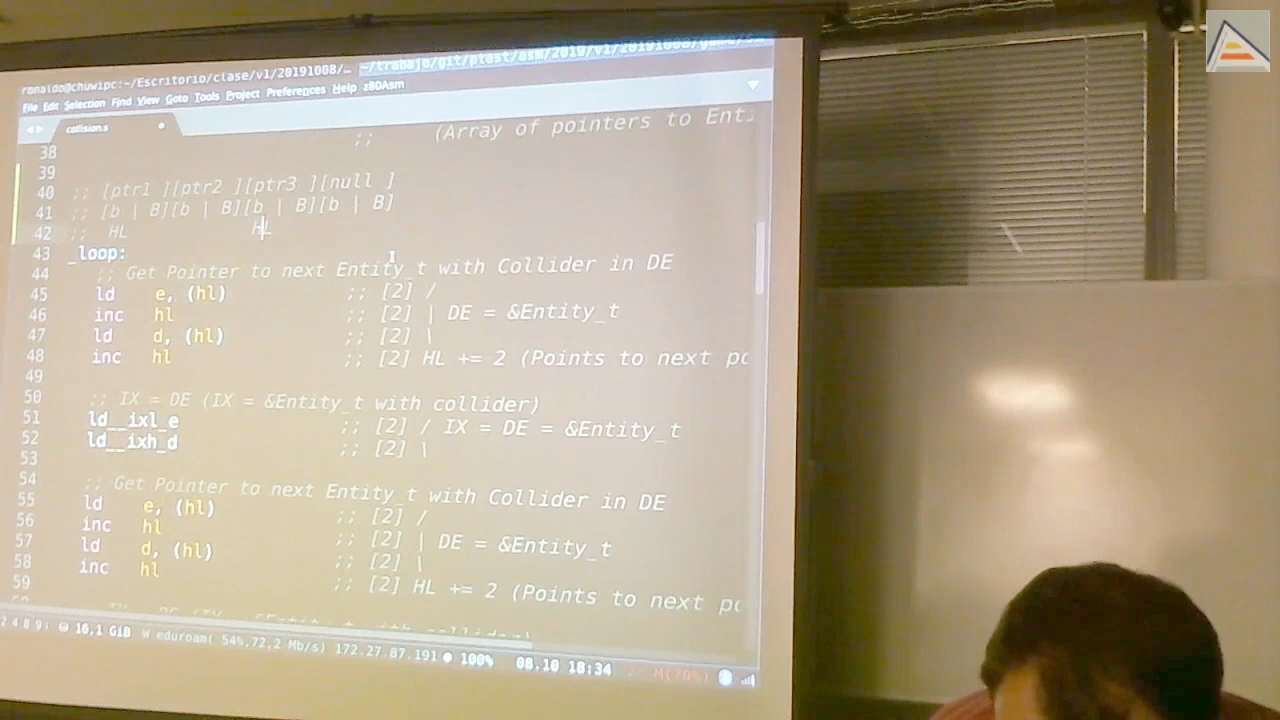 ronaldo@chuwipc:~/Escritorio/clase/v1/20191008/… ~/trabajo/git/ptest/asm/2019/v1/20191008/game/s…
File Edit Selection Find View Goto Tools Project Preferences Help z80Asm
collision.s
38 ;; (Array of pointers to Ent
39
40 ;; [ptr1 ][ptr2 ][ptr3 ][null ]
41 ;; [b | B][b | B][b | B][b | B]
42 ;; HL HL
43 _loop:
44 ;; Get Pointer to next Entity_t with Collider in DE
45 ld e, (hl) ;; [2] /
46 inc hl ;; [2] | DE = &Entity_t
47 ld d, (hl) ;; [2] \
48 inc hl ;; [2] HL += 2 (Points to next po
49
50 ;; IX = DE (IX = &Entity_t with collider)
51 ld__ixl_e ;; [2] / IX = DE = &Entity_t
52 ld__ixh_d ;; [2] \
53
54 ;; Get Pointer to next Entity_t with Collider in DE
55 ld e, (hl) ;; [2] /
56 inc hl ;; [2] | DE = &Entity_t
57 ld d, (hl) ;; [2] \
58 inc hl ;; [2] HL += 2 (Points to next po
59
16,1 GiB W eduroam( 54%,72,2 Mb/s) 172.27.87.191 100% 08.10 18:34 M(70%)